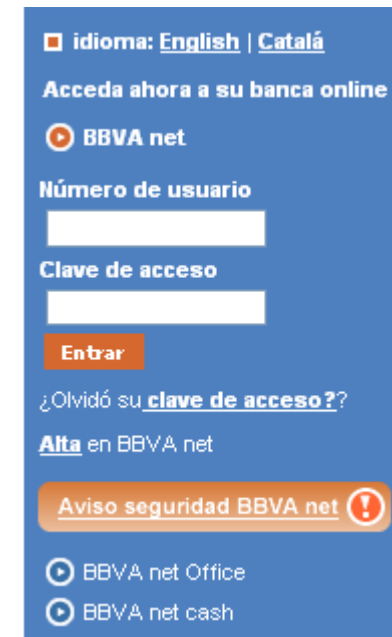 idioma: English | Catalá
Acceda ahora a su banca online
BBVA net
Número de usuario
Clave de acceso
Entrar
¿Olvidó su clave de acceso??
Alta en BBVA net
Aviso seguridad BBVA net
BBVA net Office
BBVA net cash